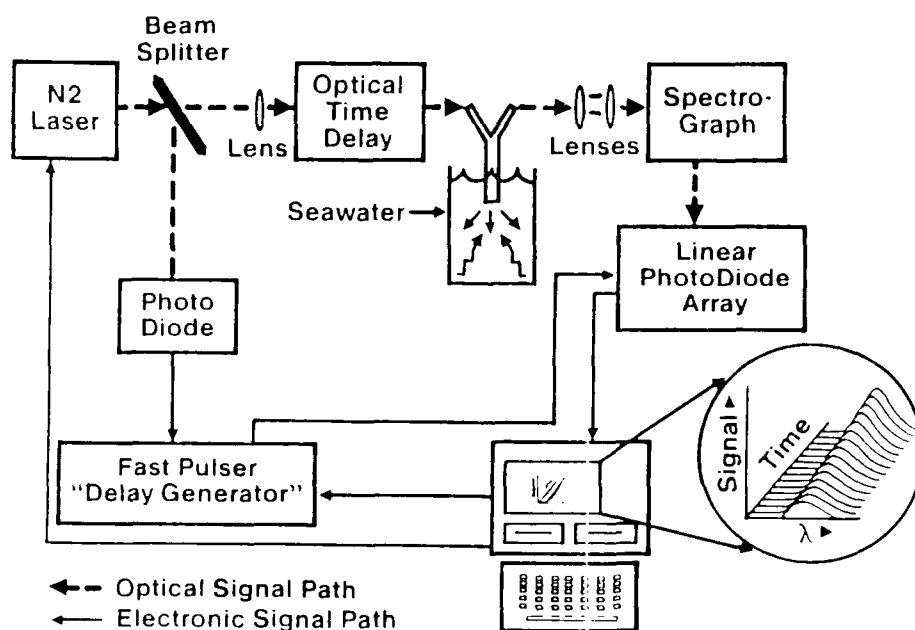 Beam
Splitter
N2
Laser
Lens
Optical
Time
Delay
Lenses
Spectro-
Graph
Seawater
Linear
PhotoDiode
Array
Photo
Diode
Fast Pulser
"Delay Generator"
Signal
Time
λ
Optical Signal Path
Electronic Signal Path